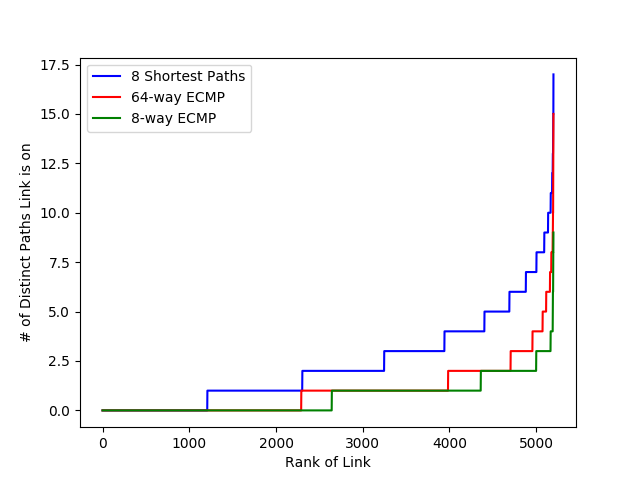 17.5
15.0
12.5
10.0
7.5
5.0
2.5
0.0
# of Distinct Paths Link is on
8 Shortest Paths
64-way ECMP
8-way ECMP
0 1000 2000 3000 4000 5000
Rank of Link